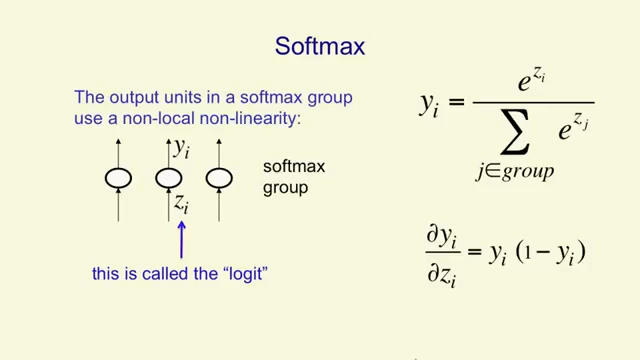 Softmax
The output units in a softmax group
use a non-local non-linearity:
y_i
softmax
group
z_i
this is called the “logit”
y_i = e^{z_i} / ∑_{j∈group} e^{z_j}
∂y_i / ∂z_i = y_i (1 − y_i)